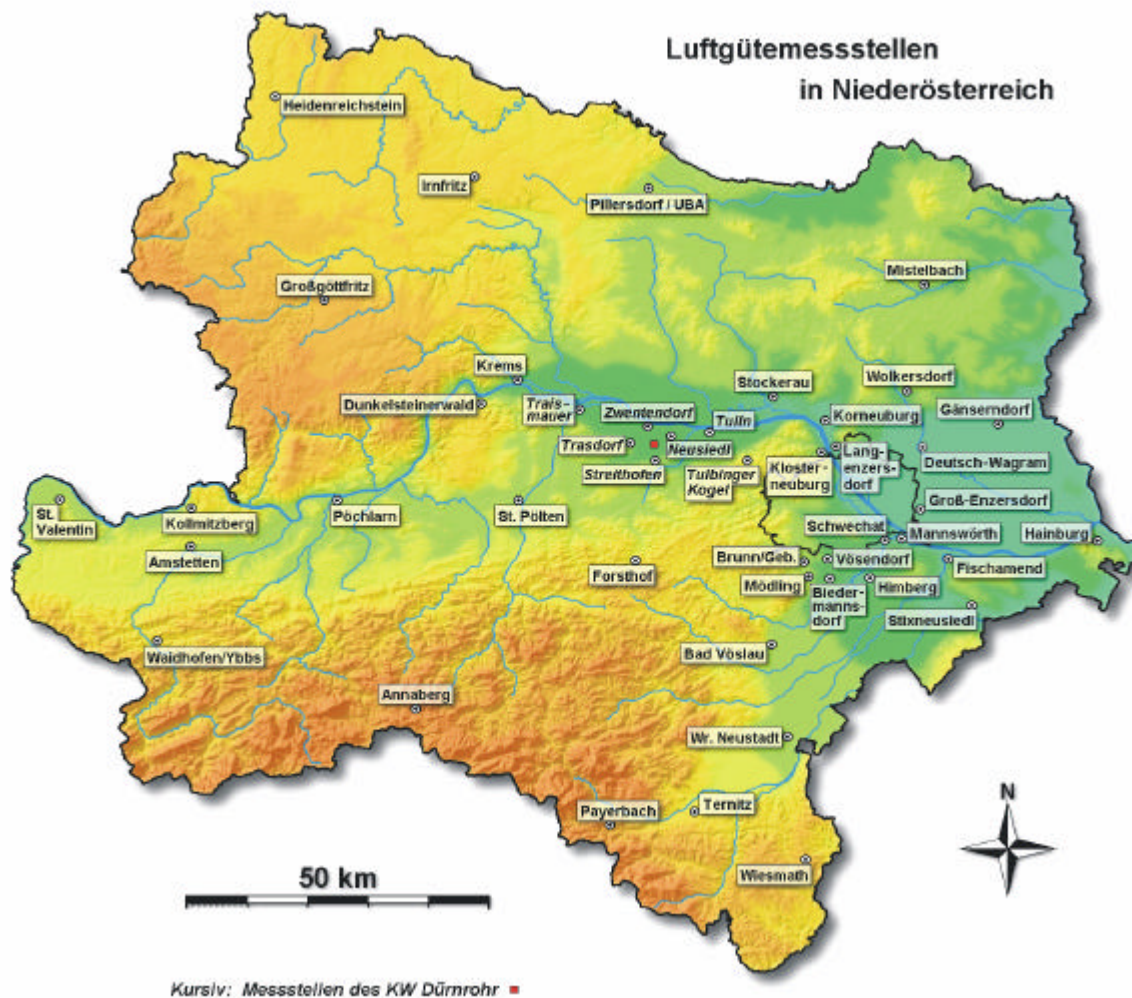 Luftgütemessstellen
in Niederösterreich
Heidenreichstein
Irnfritz
Pillersdorf / UBA
Mistelbach
Großgöttfritz
Krems
Dunkelsteinerwald
Trais-
mauer
Zwentendorf
Tulln
Stockerau
Wolkersdorf
Korneuburg
Gänserndorf
Trasdorf
Neusiedl
Streithofen
Tulbinger
Kogel
Kloster-
neuburg
Lang-
enzers-
dorf
Deutsch-Wagram
Groß-Enzersdorf
St.
Valentin
Kollmitzberg
Pöchlarn
St. Pölten
Schwechat
Mannswörth
Hainburg
Amstetten
Forsthof
Brunn/Geb.
Vösendorf
Fischamend
Mödling
Bieder-
manns-
dorf
Himberg
Stixneusiedl
Waidhofen/Ybbs
Bad Vöslau
Annaberg
Wr. Neustadt
Payerbach
Ternitz
Wiesmath
N
50 km
Kursiv: Messstellen des KW Dürnrohr